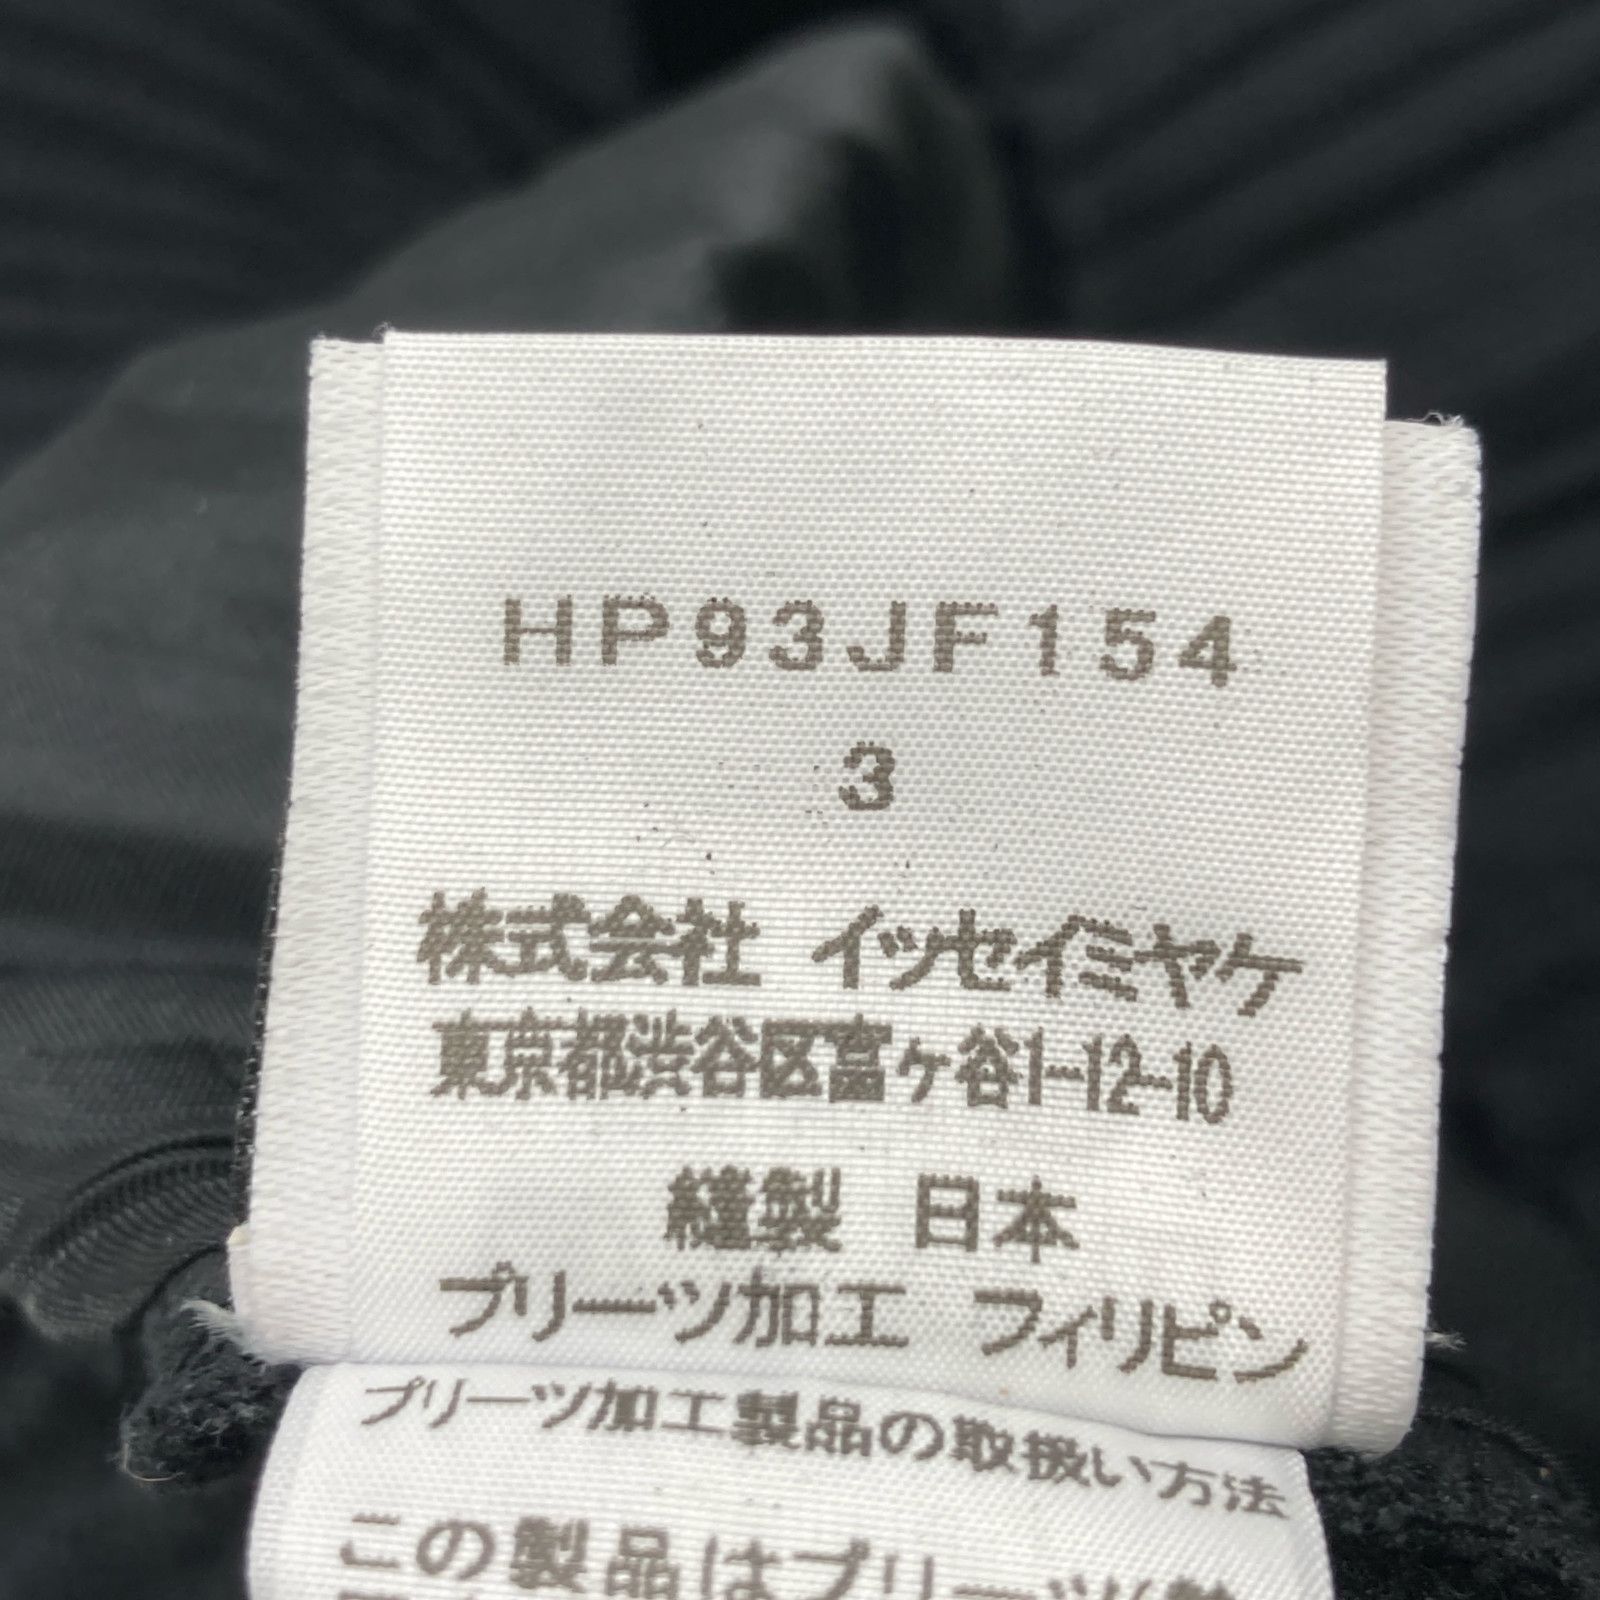 HP93JF154
3
株式会社 イッセイミヤケ
東京都渋谷区富ヶ谷1-12-10
縫製 日本
プリーツ加工 フィリピン
プリーツ加工製品の取扱い方法
この製品はプリーツ(